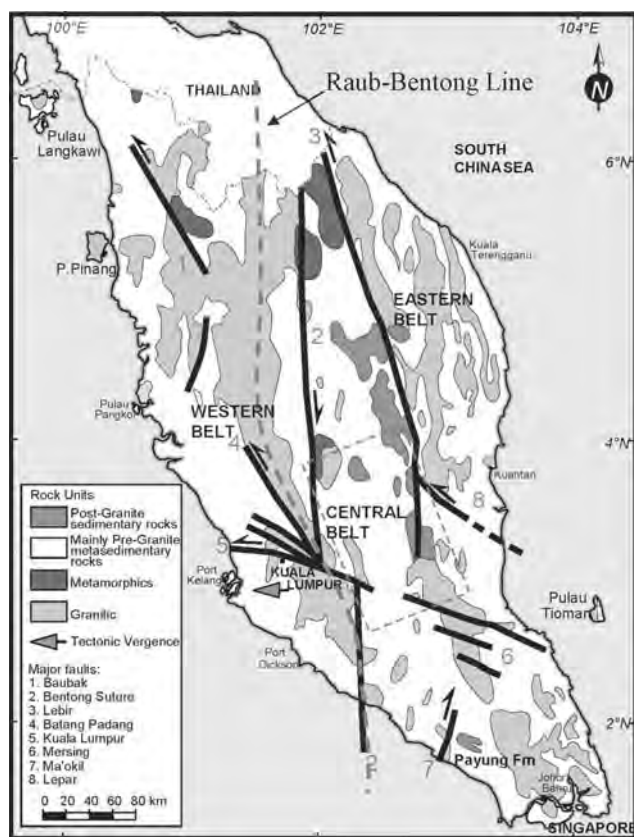 100°E
102°E
104°E
THAILAND
Raub-Bentong Line
N
Pulau
Langkawi
3
SOUTH
CHINASEA
6°N
P.Pinang
Kuala
Terengganu
EASTERN
BELT
2
Pulau
Pangkol
WESTERN
BELT
4
4°N
Kuantan
8
CENTRAL
BELT
5
KUALA
LUMPUR
Port
Kelang
Pulau
Tioman
Port
Dickson
6
2°N
7
Payung Fm
Johor
Bahru
SINGAPORE
Rock Units
Post-Granite
sedimentary rocks
Mainly Pre-Granite
metasedimentary
rocks
Metamorphics
Granilic
Tectonic Vergence
Major faults:
1. Baubak
2. Bentong Suture
3. Lebir
4. Batang Padang
5. Kuala Lumpur
6. Mersing
7. Ma'okil
8. Lepar
0 20 40 60 80 km